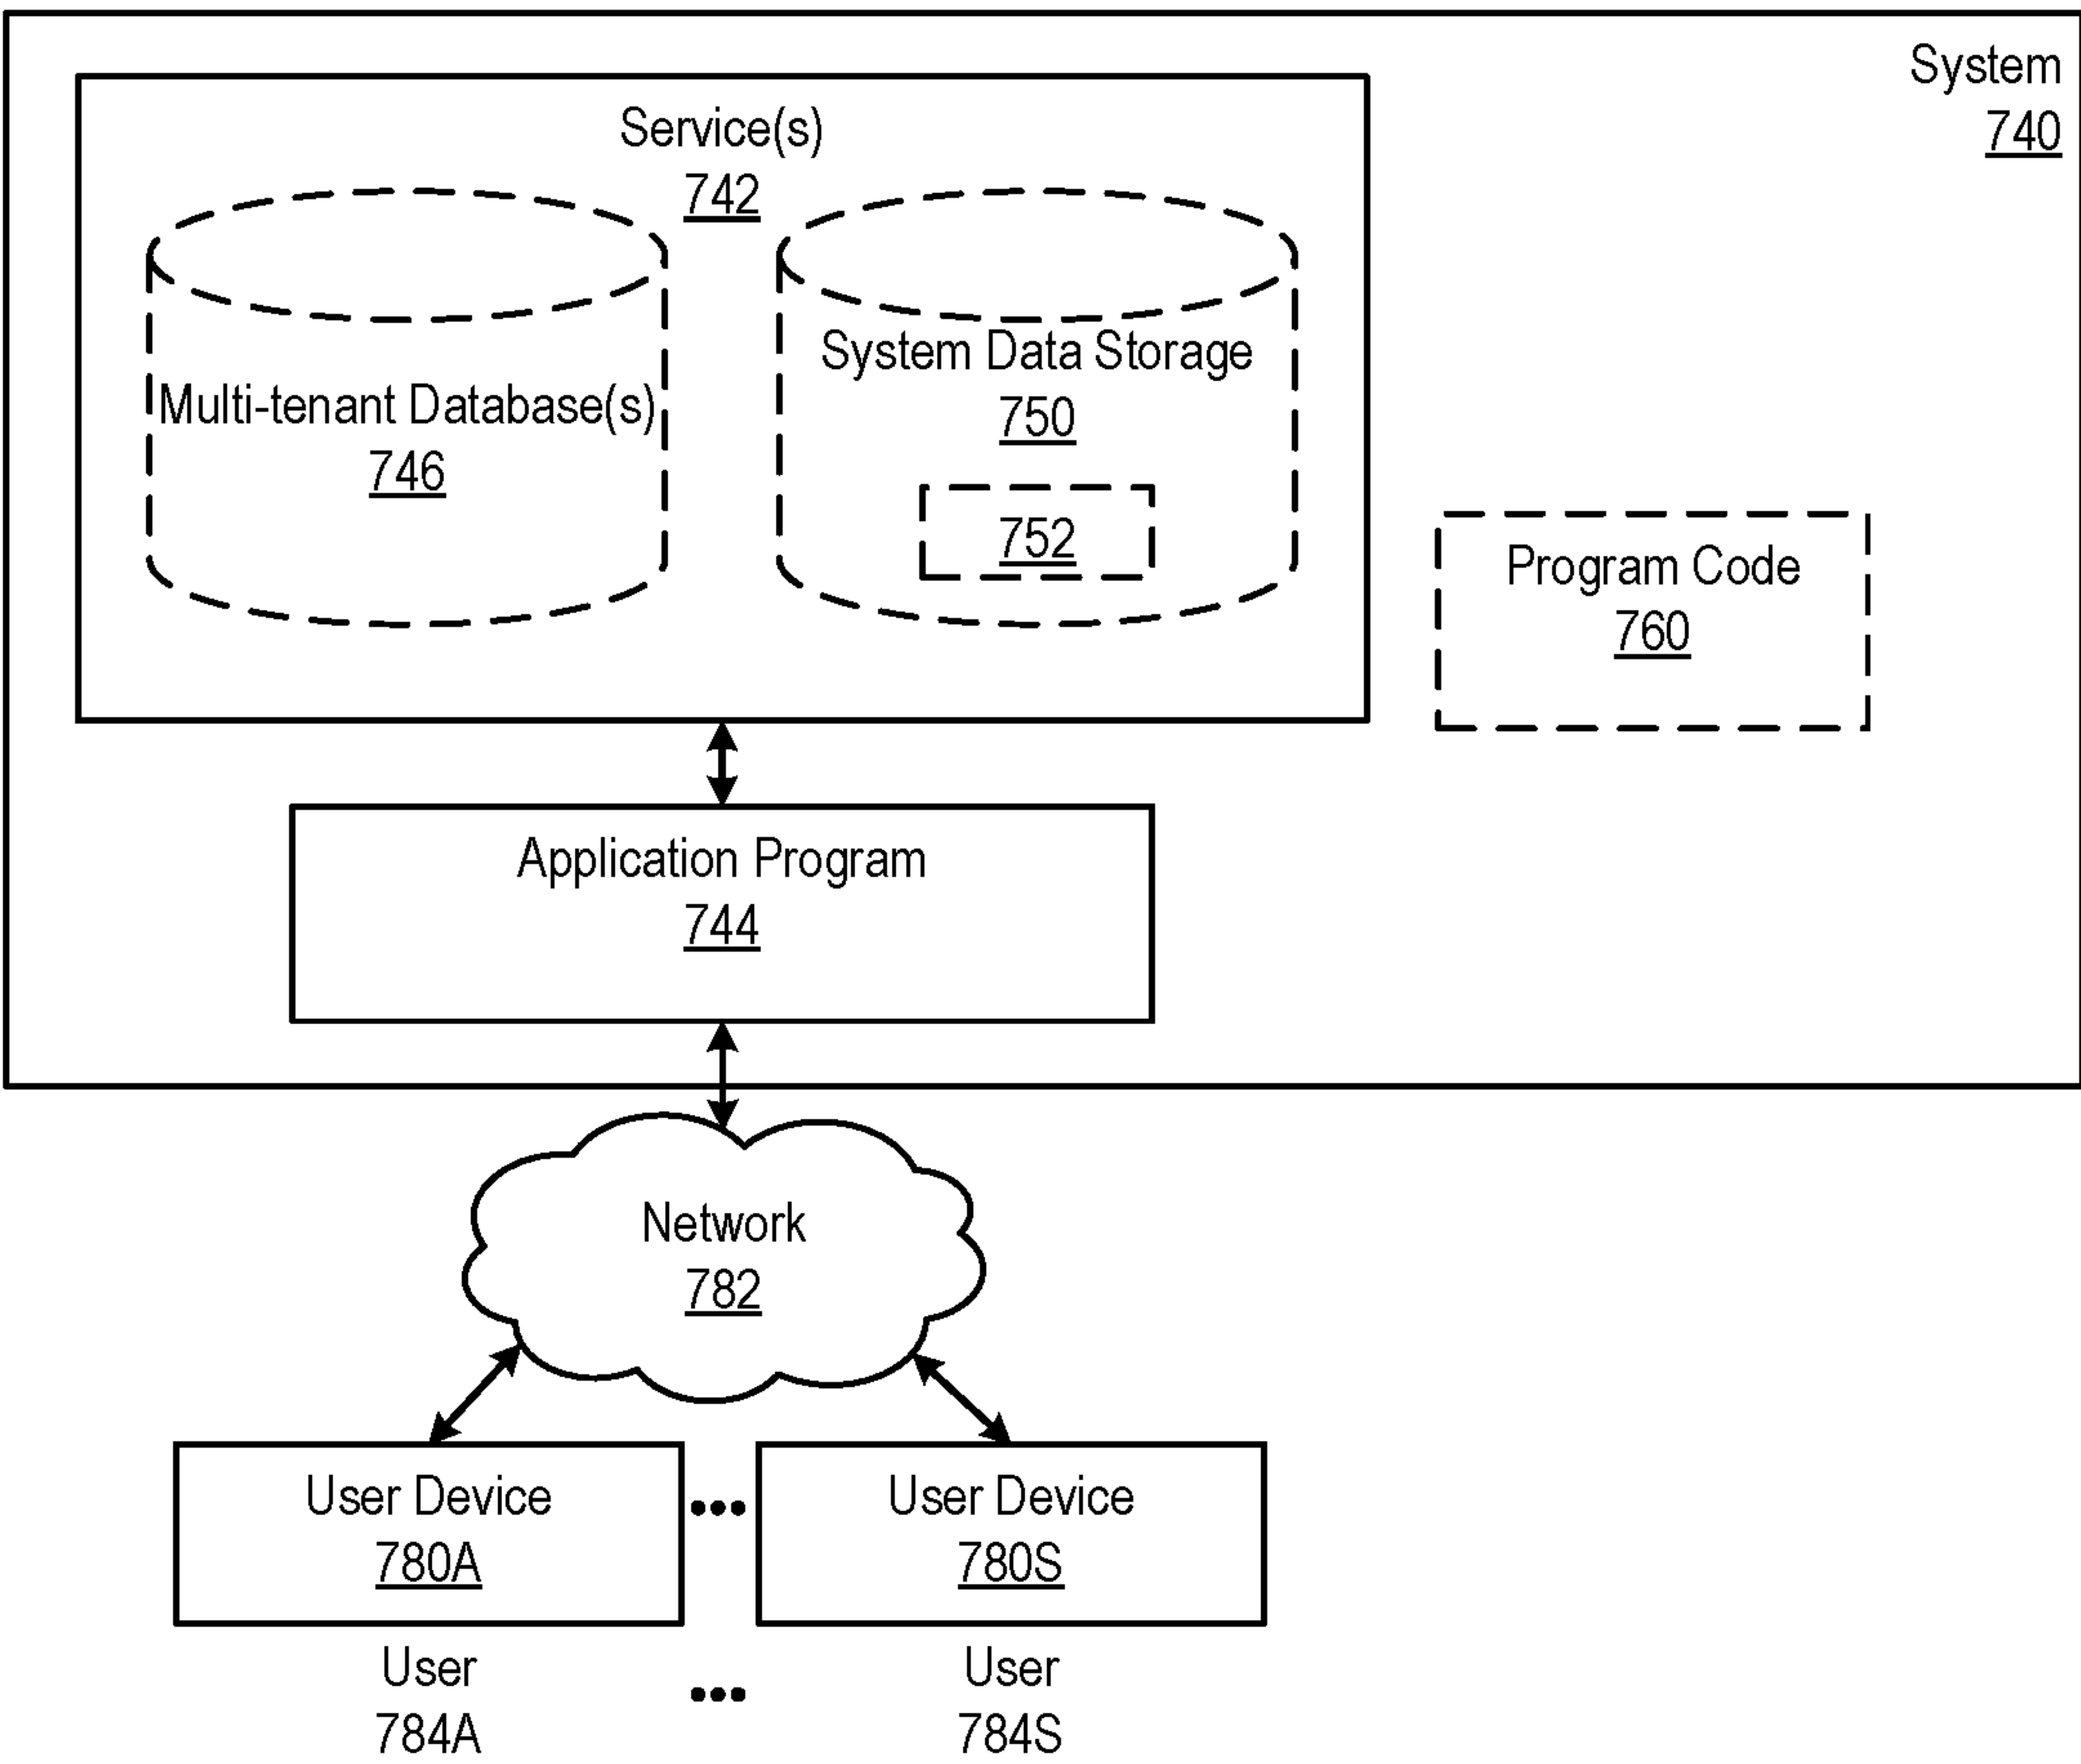 System
740
Service(s)
742
Multi-tenant Database(s)
746
System Data Storage
750
752
Program Code
760
Application Program
744
Network
782
User Device
780A
•••
User Device
780S
User
784A
•••
User
784S